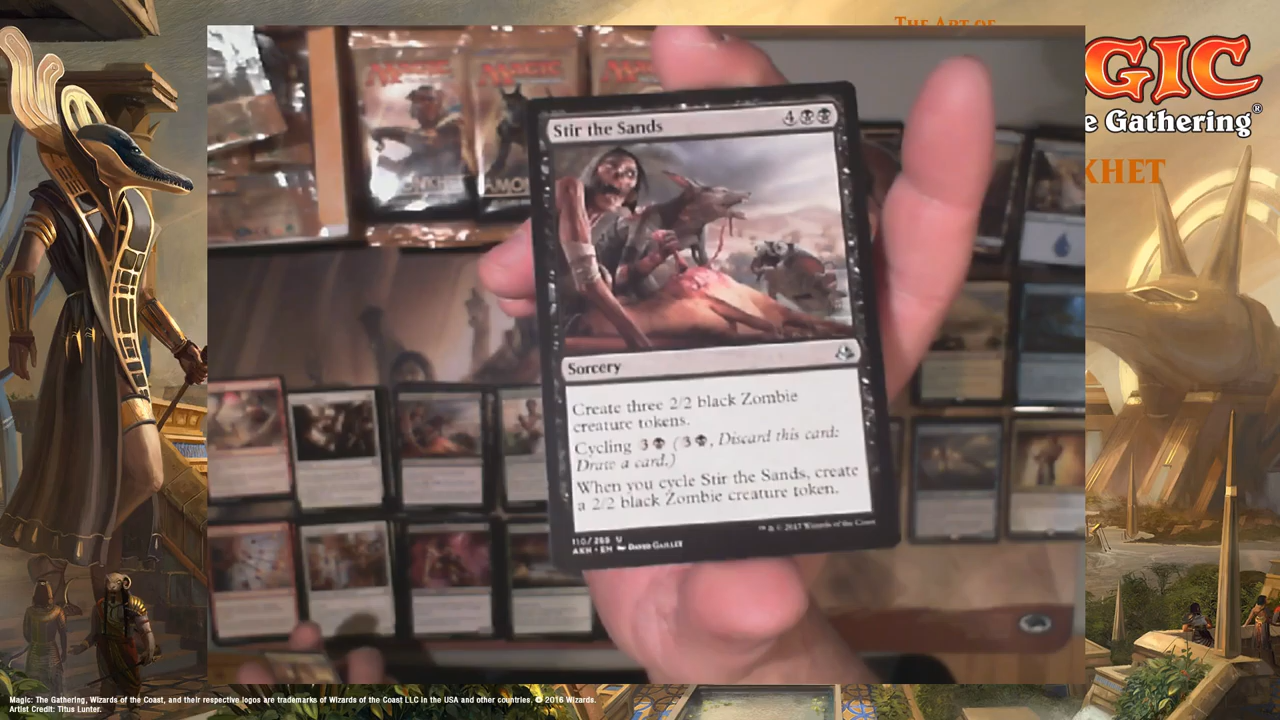 THE ART OF
GIC
e Gathering®
KHET
MAGIC
MAGIC
AMO
Stir the Sands
4
Sorcery
Create three 2/2 black Zombie
creature tokens.
Cycling 3 (3, Discard this card:
Draw a card.)
When you cycle Stir the Sands, create
a 2/2 black Zombie creature token.
110/269 U
AKH • EN DAVID GAILLET
™ & © 2017 Wizards of the Coast
Magic: The Gathering, Wizards of the Coast, and their respective logos are trademarks of Wizards of the Coast LLC in the USA and other countries. © 2016 Wizards.
Artist Credit: Titus Lunter.